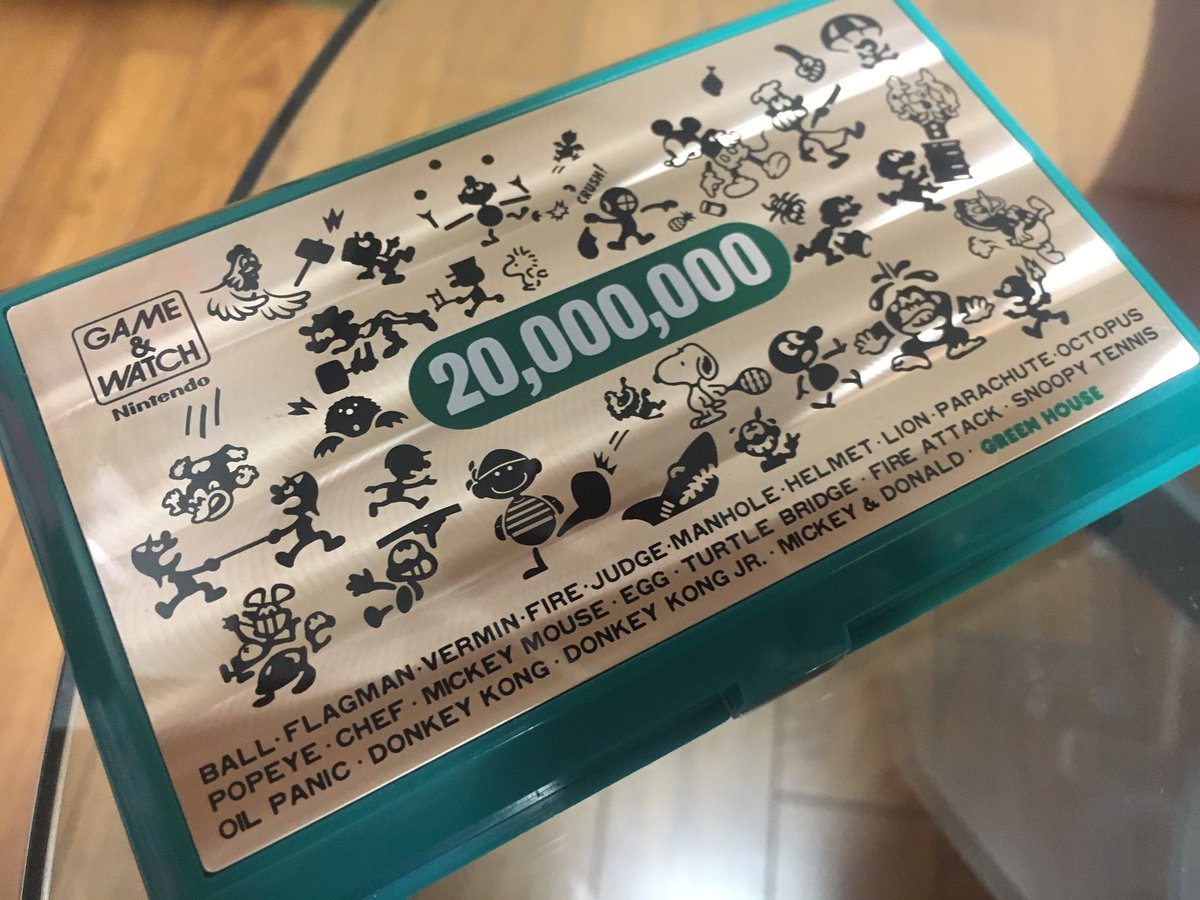 GAME
&
WATCH
Nintendo
CRUSH!
20,000,000
BALL·FLAGMAN·VERMIN·FIRE·JUDGE·MANHOLE·HELMET·LION·PARACHUTE·OCTOPUS
POPEYE·CHEF·MICKEY MOUSE·EGG·TURTLE BRIDGE·FIRE ATTACK·SNOOPY TENNIS
OIL PANIC·DONKEY KONG·DONKEY KONG JR.·MICKEY & DONALD·GREEN HOUSE